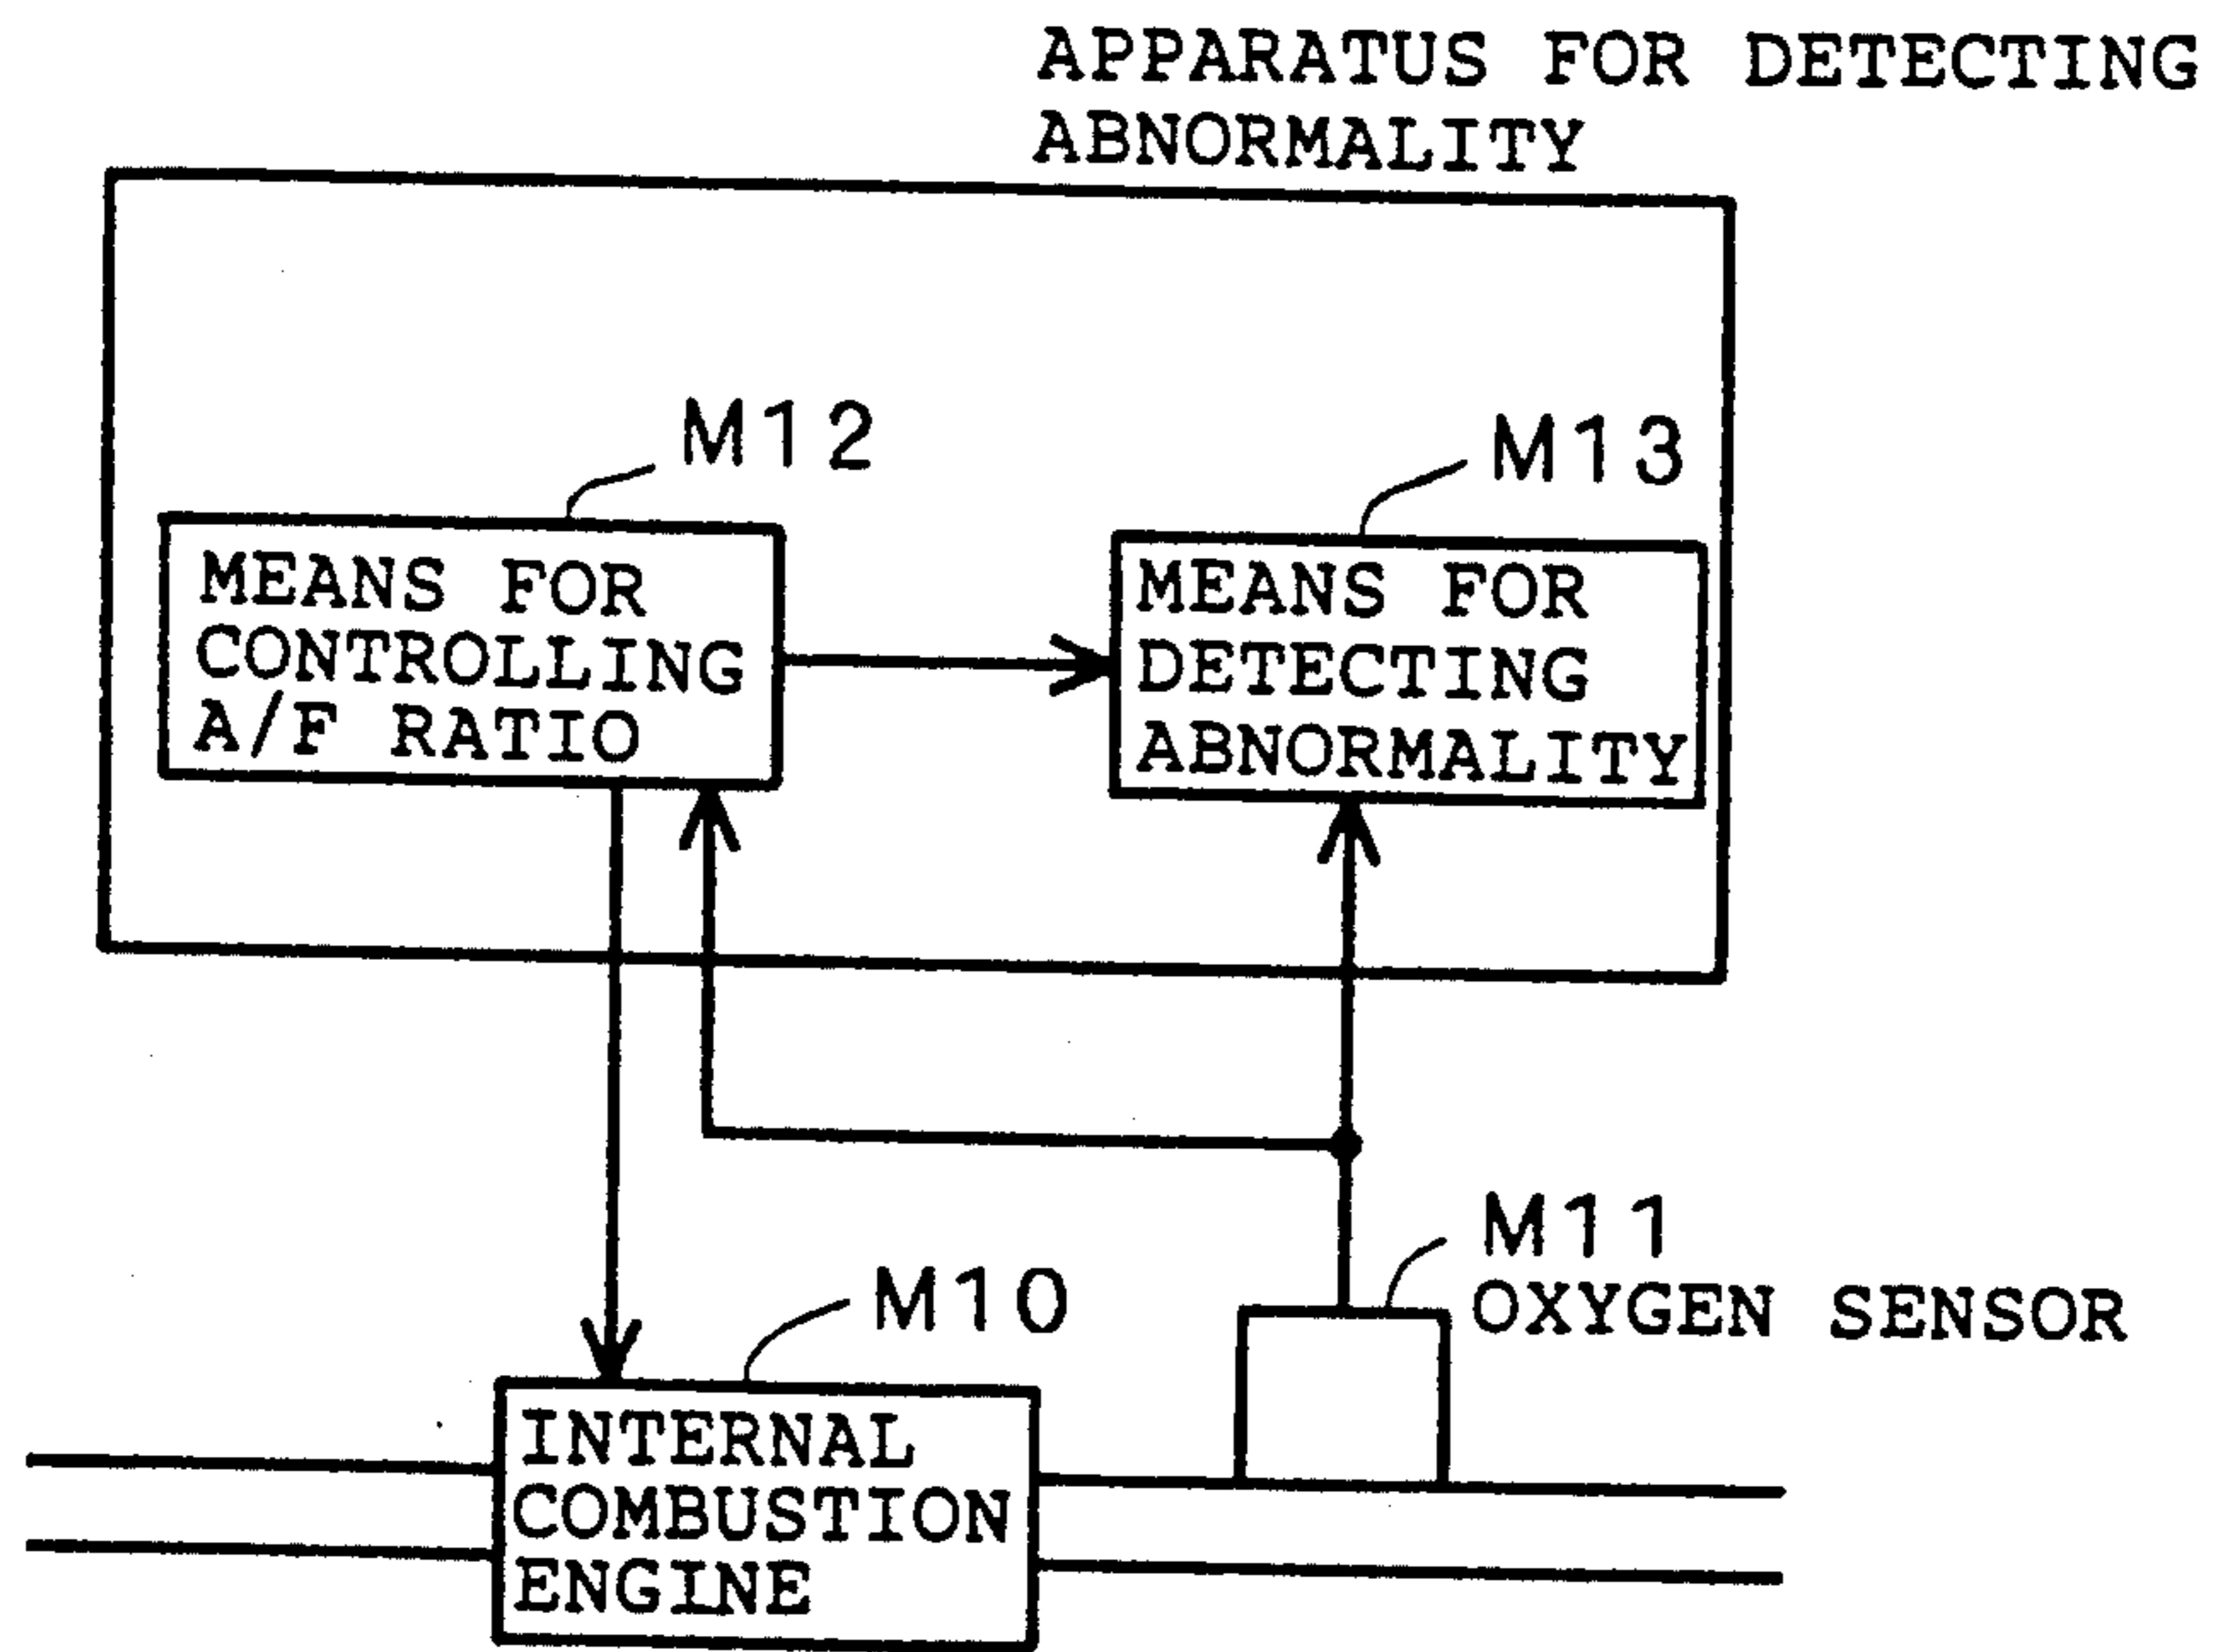 APPARATUS FOR DETECTING
ABNORMALITY
M12
M13
MEANS FOR
CONTROLLING
A/F RATIO
MEANS FOR
DETECTING
ABNORMALITY
M11
OXYGEN SENSOR
M10
INTERNAL
COMBUSTION
ENGINE